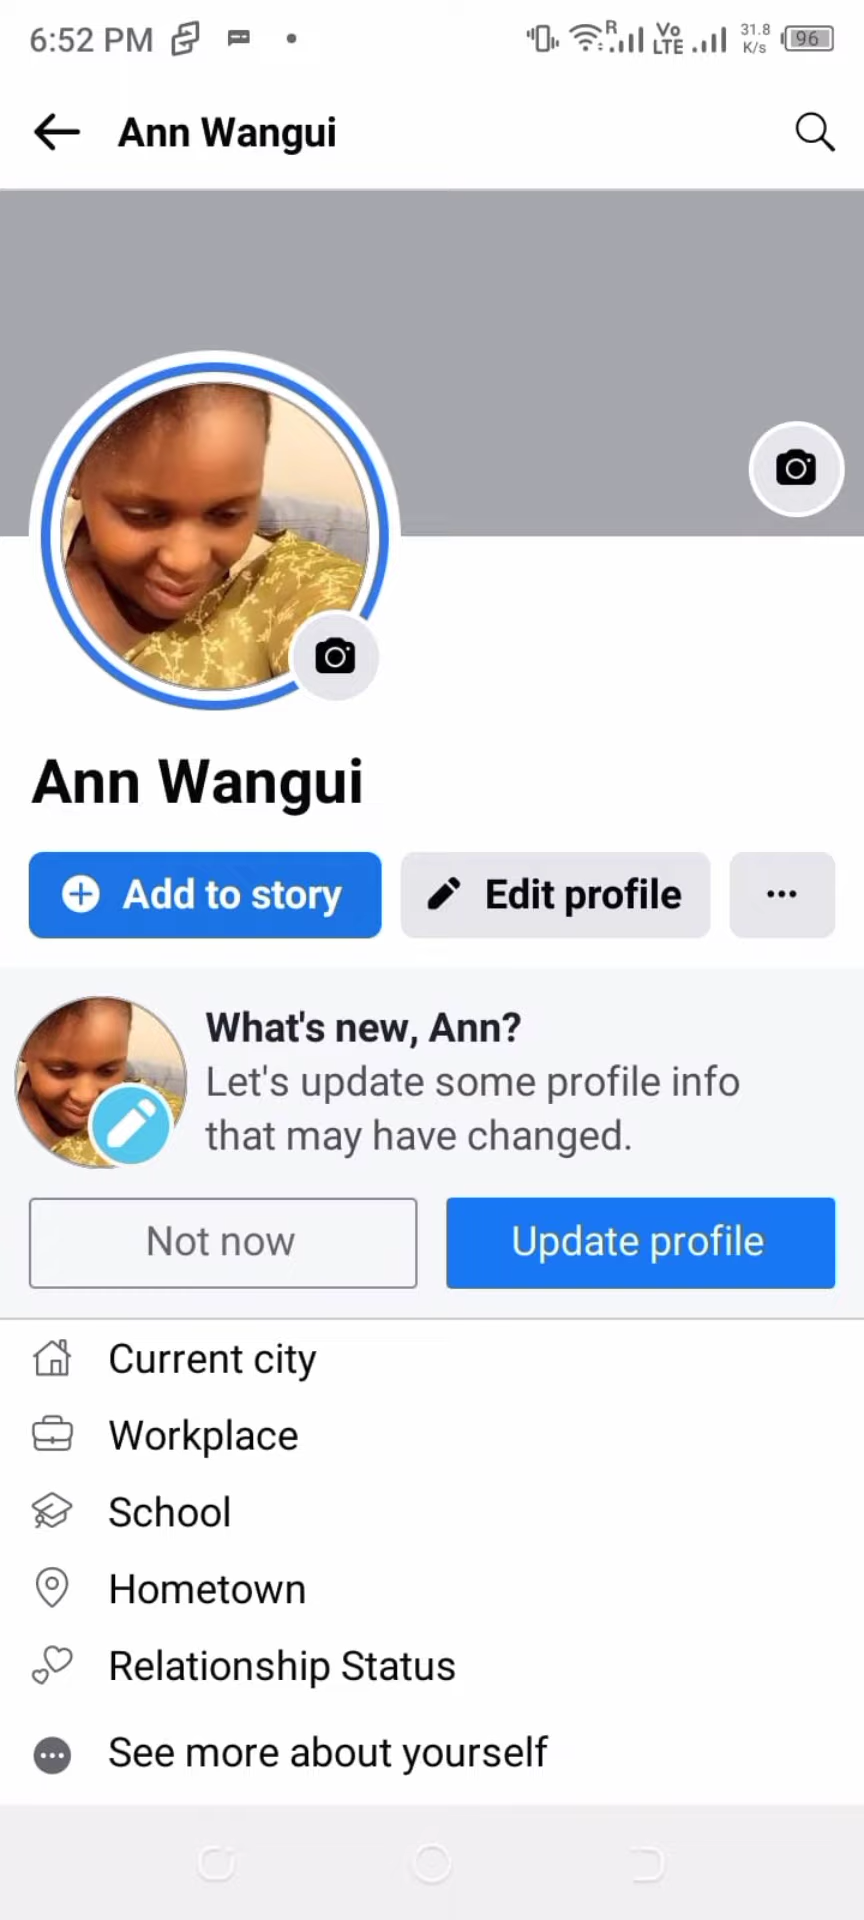 6:52 PM R Vo LTE 31.8 K/s 96
Ann Wangui
Ann Wangui
Add to story Edit profile
What's new, Ann?
Let's update some profile info
that may have changed.
Not now Update profile
Current city
Workplace
School
Hometown
Relationship Status
See more about yourself